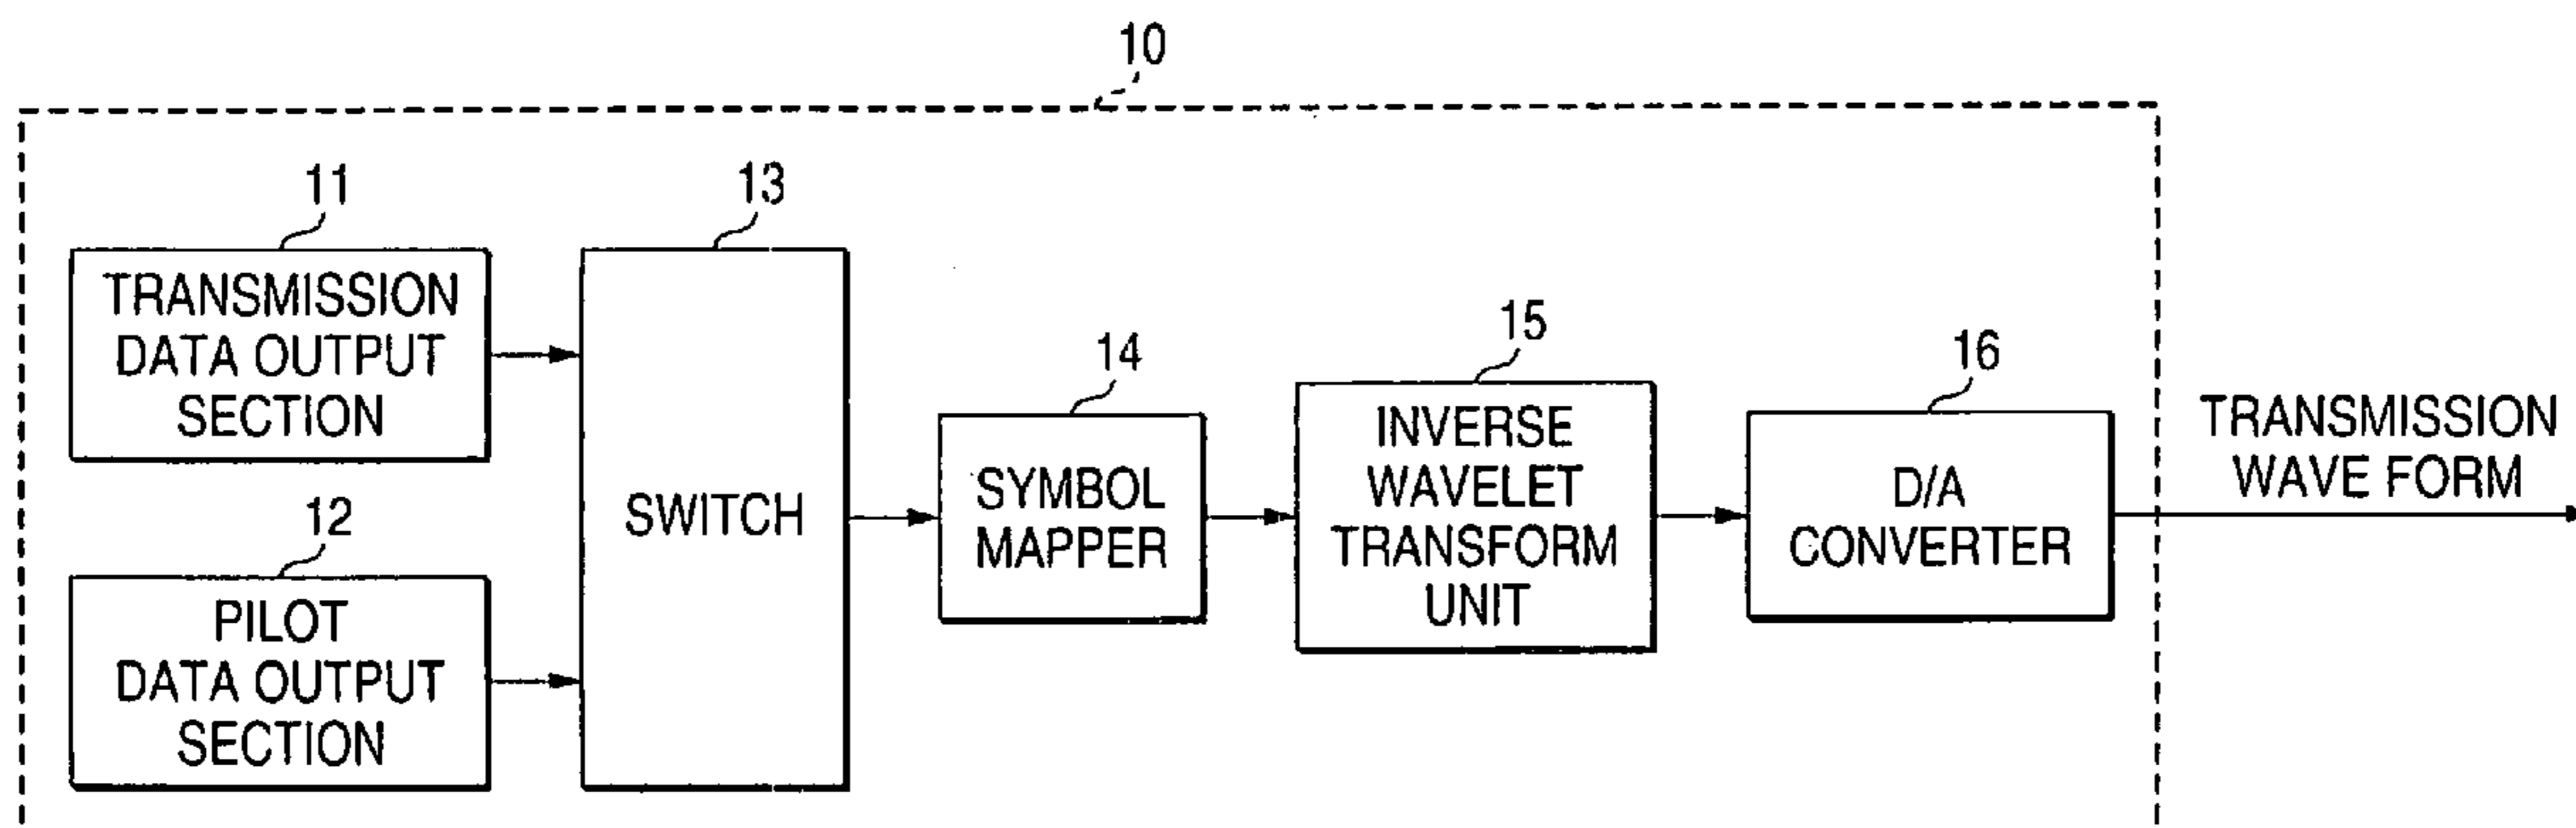 10
11
TRANSMISSION
DATA OUTPUT
SECTION
12
PILOT
DATA OUTPUT
SECTION
13
SWITCH
14
SYMBOL
MAPPER
15
INVERSE
WAVELET
TRANSFORM
UNIT
16
D/A
CONVERTER
TRANSMISSION
WAVE FORM